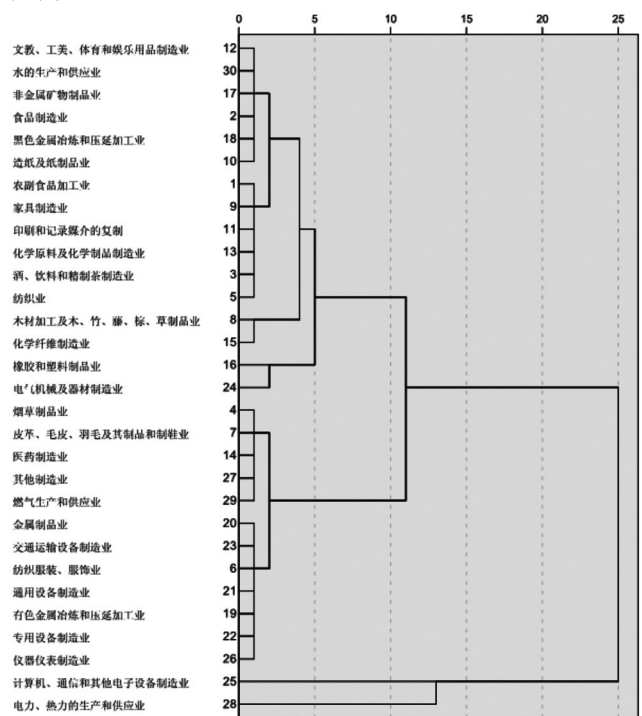 0 5 10 15 20 25
文教、工美、体育和娱乐用品制造业 12
水的生产和供应业 30
非金属矿物制品业 17
食品制造业 2
黑色金属冶炼和压延加工业 18
造纸及纸制品业 10
农副食品加工业 1
家具制造业 9
印刷和记录媒介的复制 11
化学原料及化学制品制造业 13
酒、饮料和精制茶制造业 3
纺织业 5
木材加工及木、竹、藤、棕、草制品业 8
化学纤维制造业 15
橡胶和塑料制品业 16
电气机械及器材制造业 24
烟草制品业 4
皮革、毛皮、羽毛及其制品和制鞋业 7
医药制造业 14
其他制造业 27
燃气生产和供应业 29
金属制品业 20
交通运输设备制造业 23
纺织服装、服饰业 6
通用设备制造业 21
有色金属冶炼和压延加工业 19
专用设备制造业 22
仪器仪表制造业 26
计算机、通信和其他电子设备制造业 25
电力、热力的生产和供应业 28